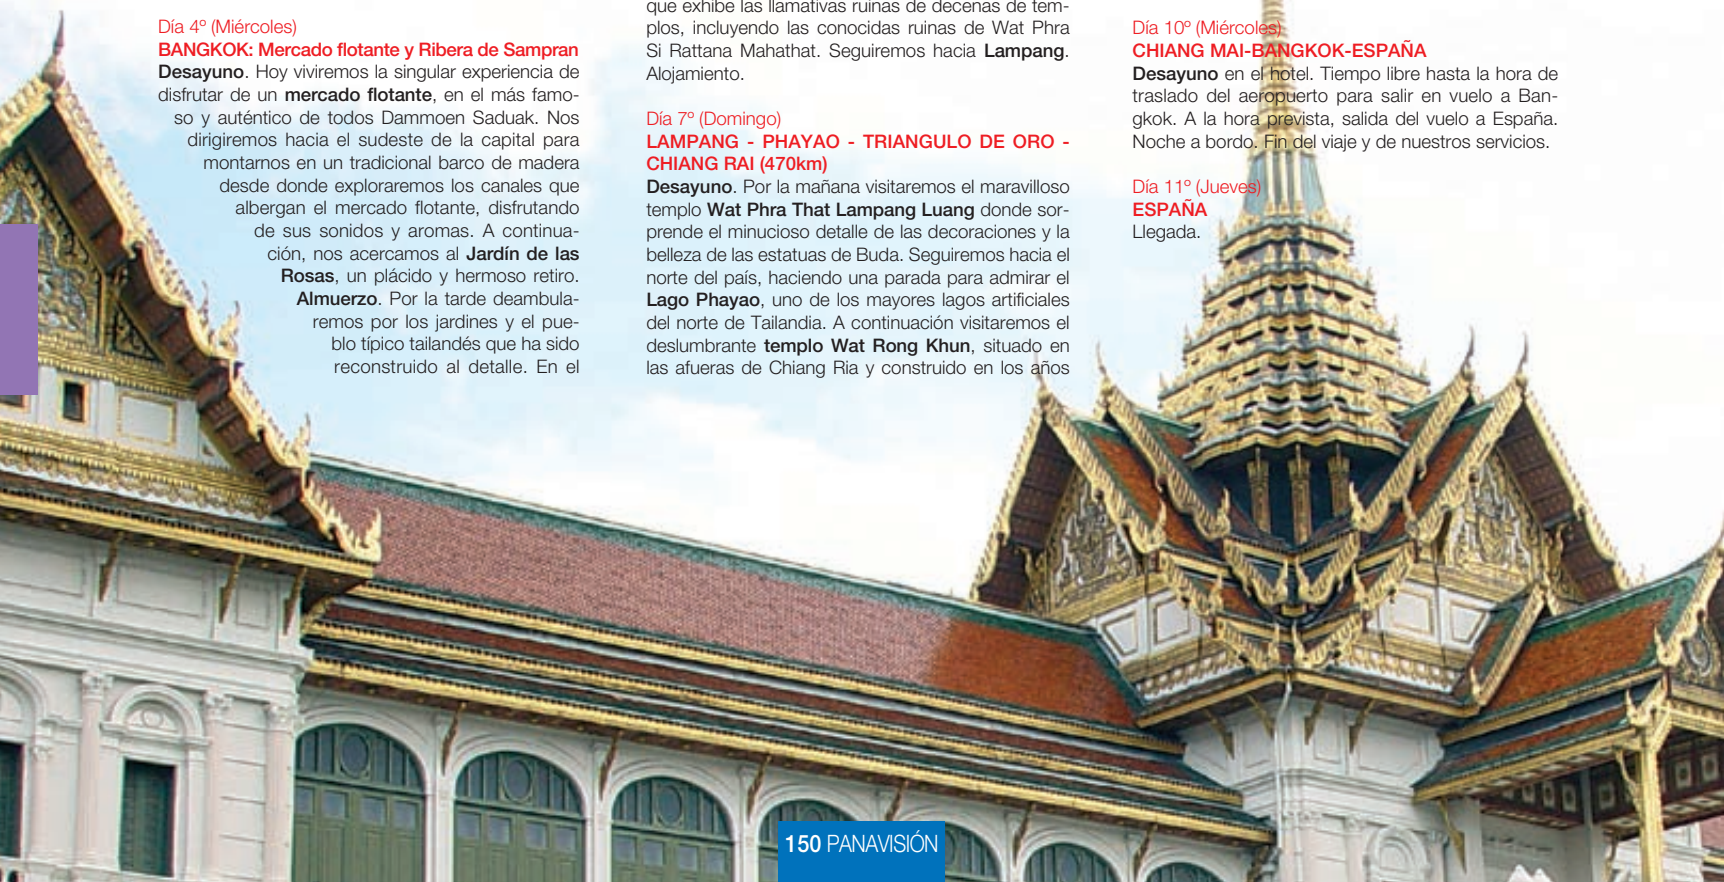 Día 4º (Miércoles)
BANGKOK: Mercado flotante y Ribera de Sampran
Desayuno. Hoy viviremos la singular experiencia de
disfrutar de un mercado flotante, en el más famo-
so y auténtico de todos Dammoen Saduak. Nos
dirigiremos hacia el sudeste de la capital para
montarnos en un tradicional barco de madera
desde donde exploraremos los canales que
albergan el mercado flotante, disfrutando
de sus sonidos y aromas. A continua-
ción, nos acercamos al Jardín de las
Rosas, un plácido y hermoso retiro.
Almuerzo. Por la tarde deambula-
remos por los jardines y el pue-
blo típico tailandés que ha sido
reconstruido al detalle. En el
que exhibe las llamativas ruinas de decenas de tem-
plos, incluyendo las conocidas ruinas de Wat Phra
Si Rattana Mahathat. Seguiremos hacia Lampang.
Alojamiento.
Día 7º (Domingo)
LAMPANG - PHAYAO - TRIANGULO DE ORO -
CHIANG RAI (470km)
Desayuno. Por la mañana visitaremos el maravilloso
templo Wat Phra That Lampang Luang donde sor-
prende el minucioso detalle de las decoraciones y la
belleza de las estatuas de Buda. Seguiremos hacia el
norte del país, haciendo una parada para admirar el
Lago Phayao, uno de los mayores lagos artificiales
del norte de Tailandia. A continuación visitaremos el
deslumbrante templo Wat Rong Khun, situado en
las afueras de Chiang Ria y construido en los años
Día 10º (Miércoles)
CHIANG MAI-BANGKOK-ESPAÑA
Desayuno en el hotel. Tiempo libre hasta la hora de
traslado del aeropuerto para salir en vuelo a Ban-
gkok. A la hora prevista, salida del vuelo a España.
Noche a bordo. Fin del viaje y de nuestros servicios.
Día 11º (Jueves)
ESPAÑA
Llegada.
150 PANAVISIÓN